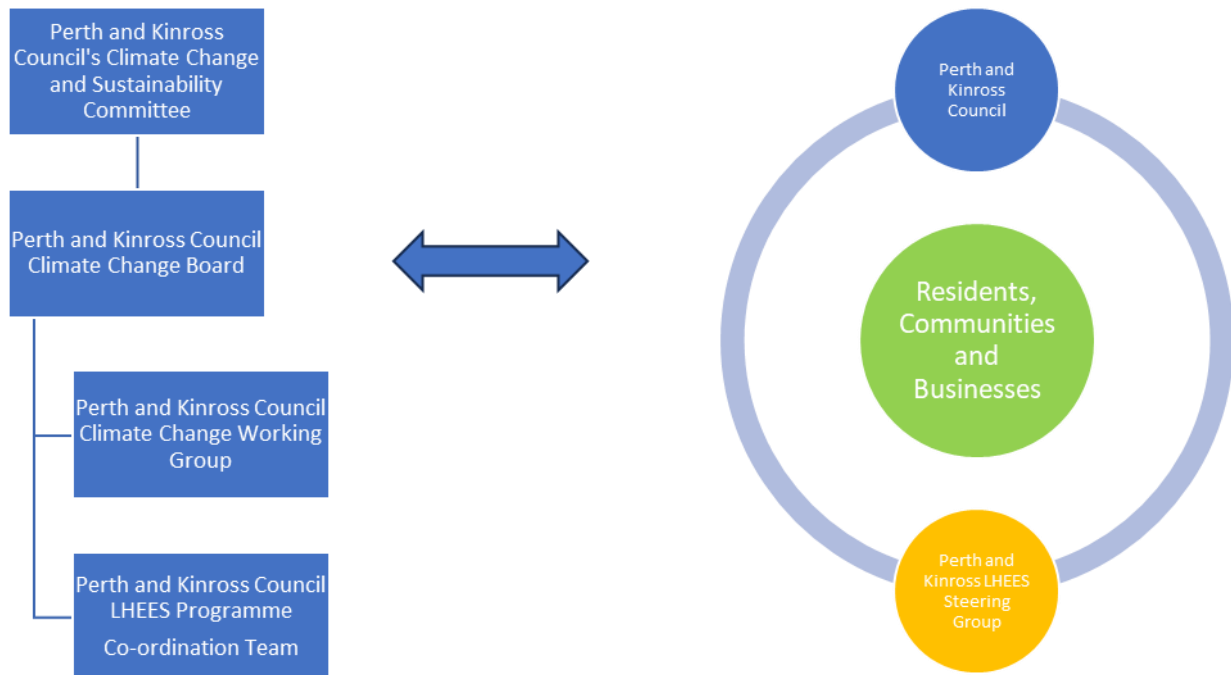 Perth and Kinross
Council's Climate Change
and Sustainability
Committee
Perth and Kinross Council
Climate Change Board
Perth and Kinross Council
Climate Change Working
Group
Perth and Kinross Council
LHEES Programme
Co-ordination Team
Perth and
Kinross
Council
Residents,
Communities
and
Businesses
Perth and
Kinross LHEES
Steering
Group